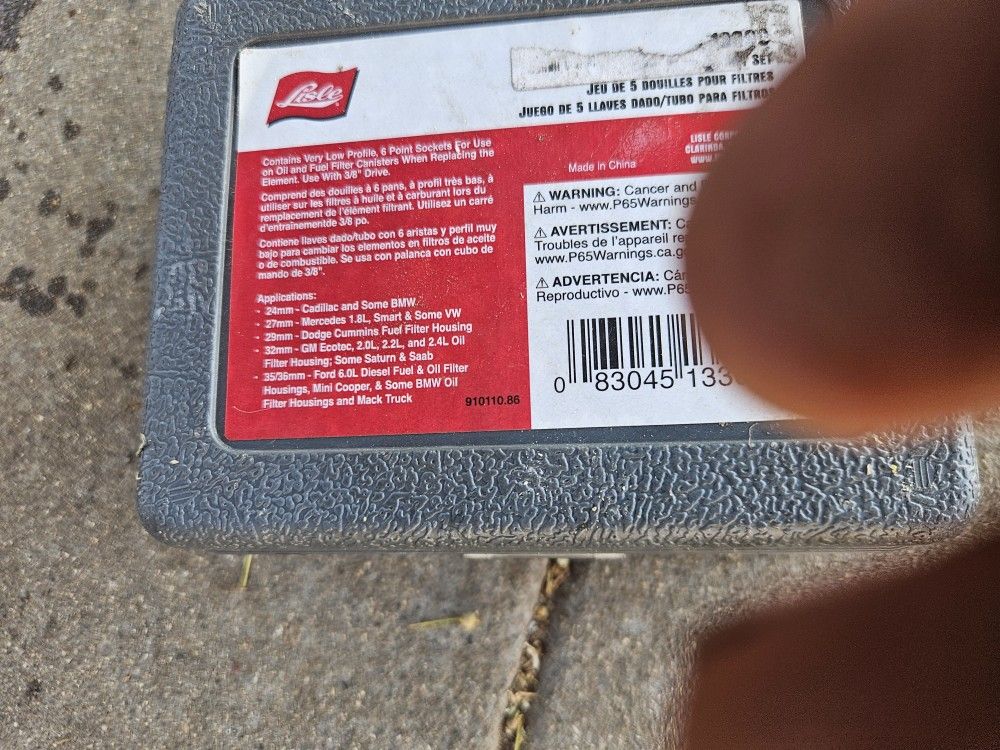 Lisle
SET
JEU DE 5 DOUILLES POUR FILTRES
JUEGO DE 5 LLAVES DADO/TUBO PARA FILTROS
Contains Very Low Profile, 6 Point Sockets For Use
on Oil and Fuel Filter Canisters When Replacing the
Element. Use With 3/8" Drive.
Comprend des douilles à 6 pans, à profil très bas, à
utiliser sur les filtres à huile et à carburant lors du
remplacement de l'élément filtrant. Utilisez un carré
d'entrainementde 3/8 po.
Contiene llaves dado/tubo con 6 aristas y perfil muy
bajo para cambiar los elementos en filtros de aceite
o de combustible. Se usa con palanca con cubo de
mando de 3/8".
Applications:
- 24mm - Cadillac and Some BMW
- 27mm - Mercedes 1.8L, Smart & Some VW
- 29mm - Dodge Cummins Fuel Filter Housing
- 32mm - GM Ecotec, 2.0L, 2.2L, and 2.4L Oil
Filter Housing; Some Saturn & Saab
- 35/36mm - Ford 6.0L Diesel Fuel & Oil Filter
Housings, Mini Cooper, & Some BMW Oil
Filter Housings and Mack Truck
910110.86
Made in China
LISLE
⚠ WARNING: Cancer and
Harm - www.P65Warnings
⚠ AVERTISSEMENT:
Troubles de l'appareil
www.P65Warnings.ca.g
⚠ ADVERTENCIA:
Reproductivo - www.P65
0 83045 133